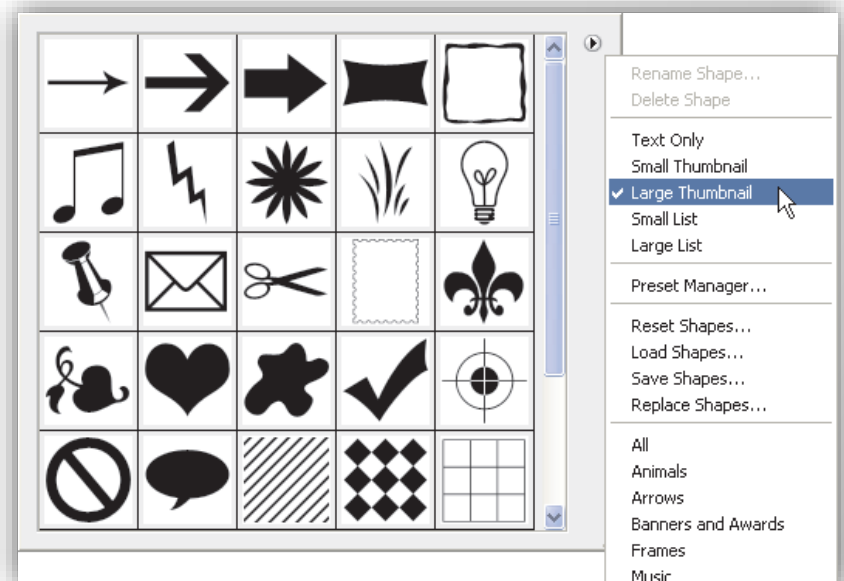 Rename Shape...
Delete Shape
Text Only
Small Thumbnail
Large Thumbnail
Small List
Large List
Preset Manager...
Reset Shapes...
Load Shapes...
Save Shapes...
Replace Shapes...
All
Animals
Arrows
Banners and Awards
Frames
Music